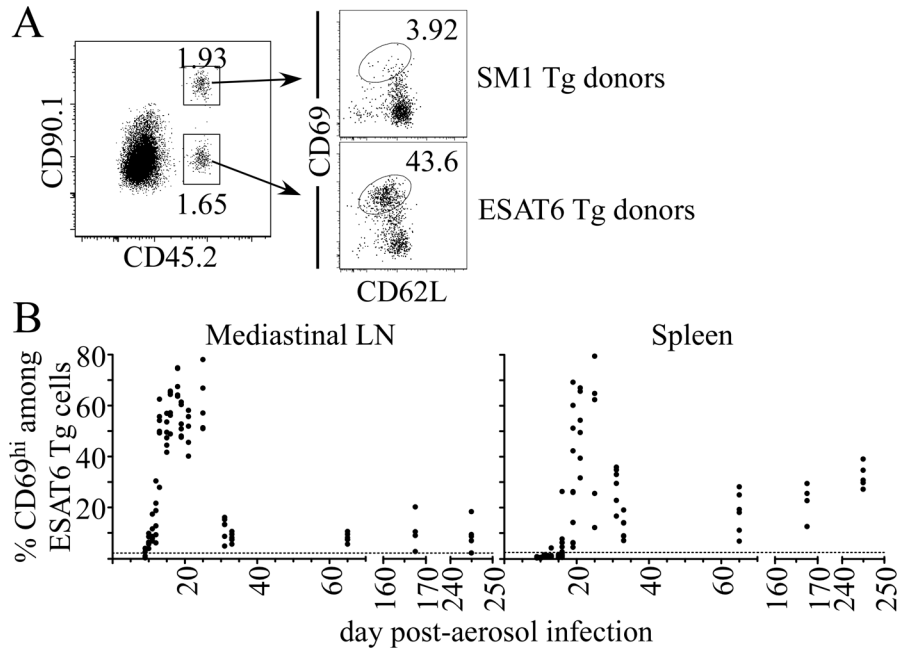 A
1.93
1.65
CD90.1
CD45.2
3.92
43.6
CD69
CD62L
SM1 Tg donors
ESAT6 Tg donors
B
Mediastinal LN
Spleen
% CD69hi among
ESAT6 Tg cells
80
60
40
20
20
40
60
160
170
240
250
20
40
60
160
170
240
250
day post-aerosol infection